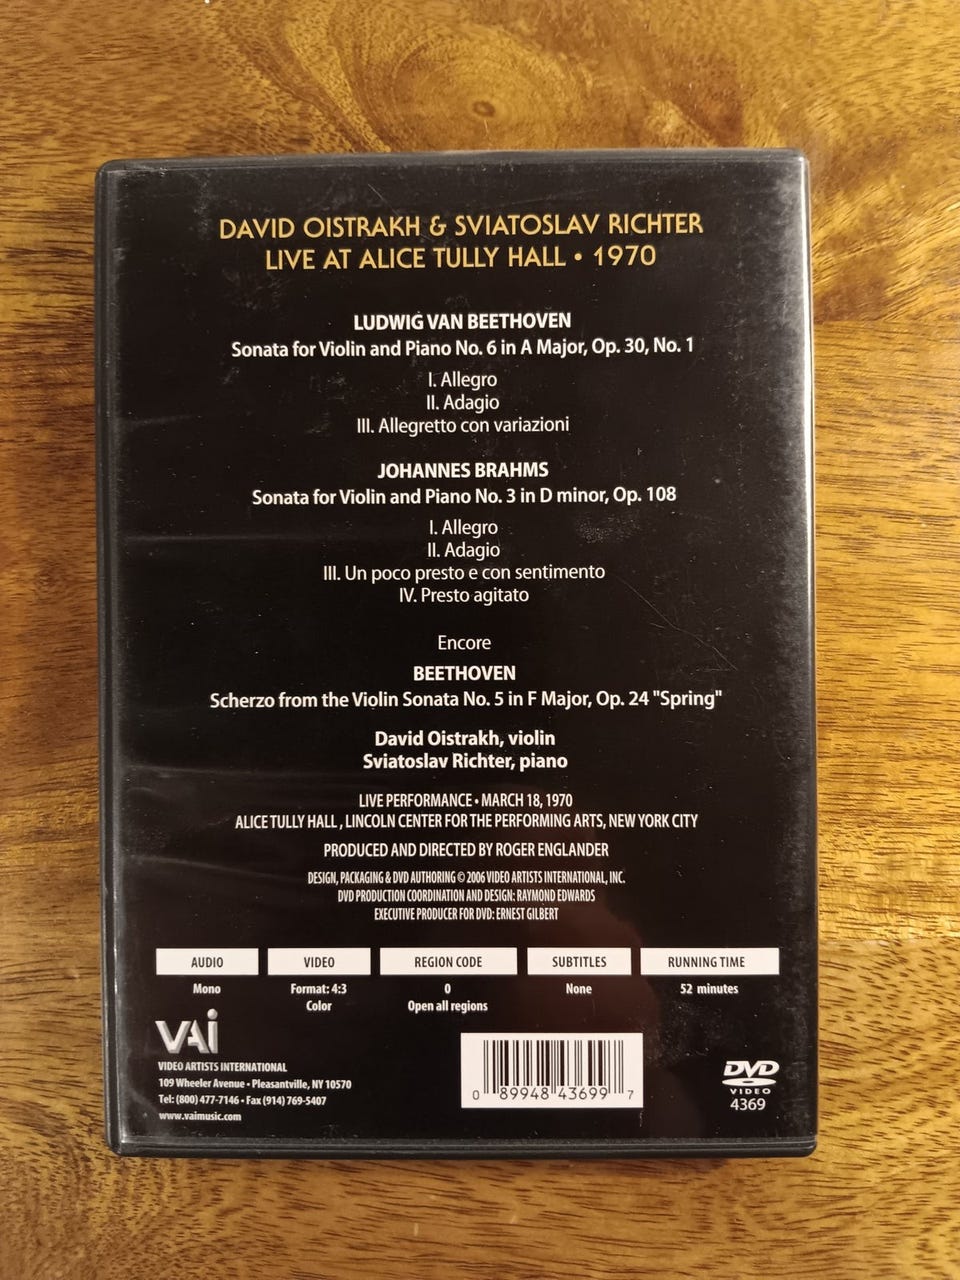 DAVID OISTRAKH & SVIATOSLAV RICHTER
LIVE AT ALICE TULLY HALL • 1970
LUDWIG VAN BEETHOVEN
Sonata for Violin and Piano No. 6 in A Major, Op. 30, No. 1
I. Allegro
II. Adagio
III. Allegretto con variazioni
JOHANNES BRAHMS
Sonata for Violin and Piano No. 3 in D minor, Op. 108
I. Allegro
II. Adagio
III. Un poco presto e con sentimento
IV. Presto agitato
Encore
BEETHOVEN
Scherzo from the Violin Sonata No. 5 in F Major, Op. 24 "Spring"
David Oistrakh, violin
Sviatoslav Richter, piano
LIVE PERFORMANCE • MARCH 18, 1970
ALICE TULLY HALL , LINCOLN CENTER FOR THE PERFORMING ARTS, NEW YORK CITY
PRODUCED AND DIRECTED BY ROGER ENGLANDER
DESIGN, PACKAGING & DVD AUTHORING © 2006 VIDEO ARTISTS INTERNATIONAL, INC.
DVD PRODUCTION COORDINATION AND DESIGN: RAYMOND EDWARDS
EXECUTIVE PRODUCER FOR DVD: ERNEST GILBERT
AUDIO VIDEO REGION CODE SUBTITLES RUNNING TIME
Mono Format: 4:3 0 None 52 minutes
Color Open all regions
VAI
VIDEO ARTISTS INTERNATIONAL
109 Wheeler Avenue • Pleasantville, NY 10570
Tel: (800) 477-7146 • Fax (914) 769-5407
www.vaimusic.com
0 89948 43699 7
DVD
VIDEO
4369